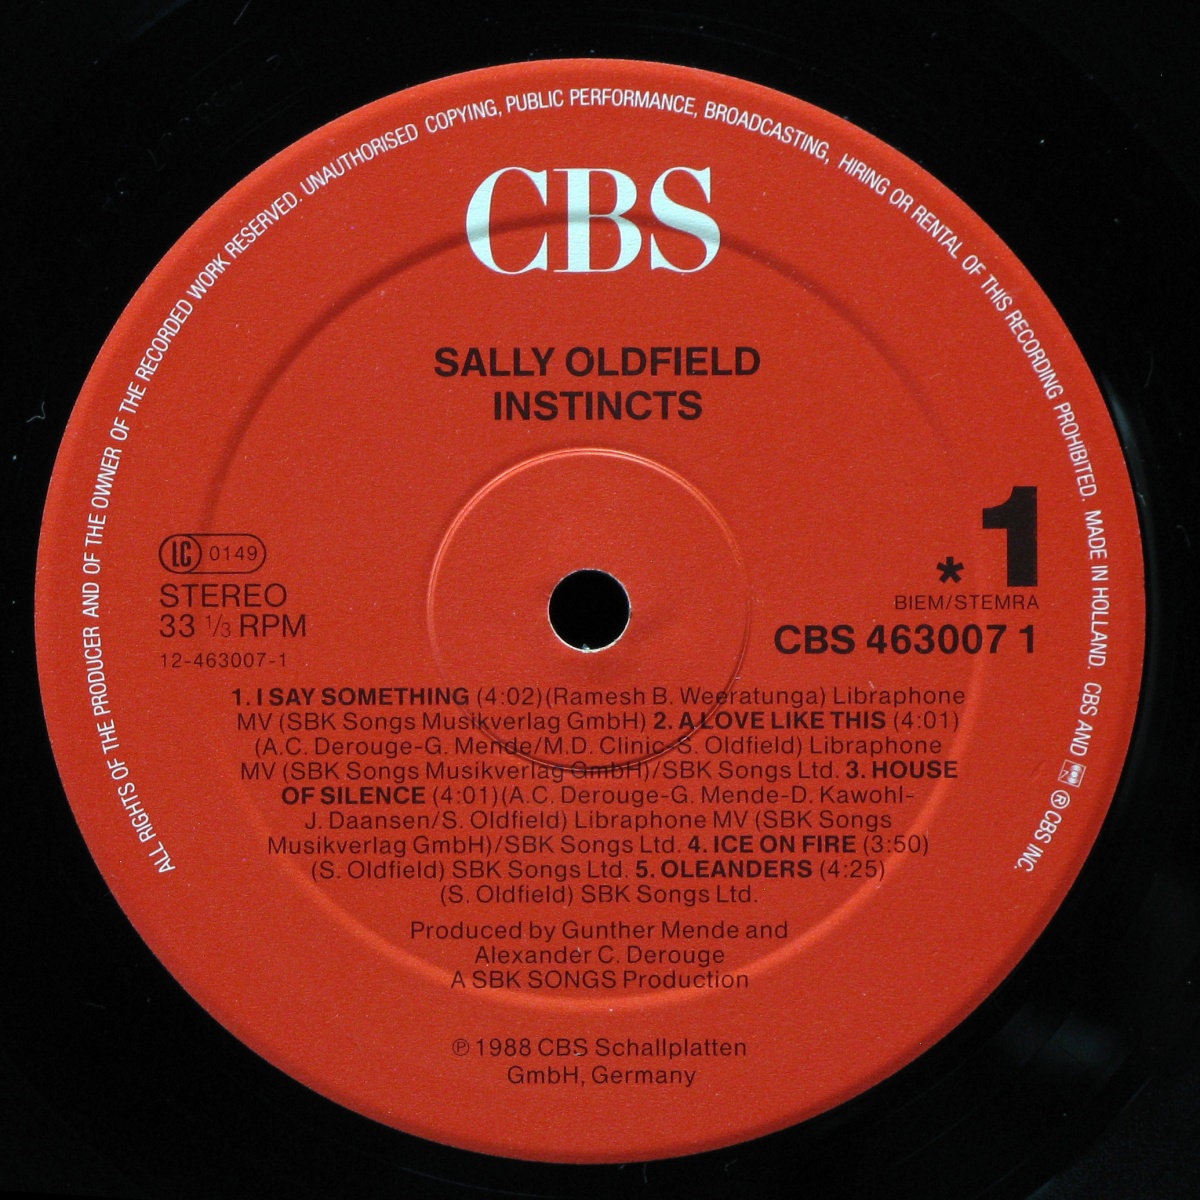 ALL RIGHTS OF THE PRODUCER AND OF THE OWNER OF THE RECORDED WORK RESERVED. UNAUTHORISED COPYING, PUBLIC PERFORMANCE, BROADCASTING, HIRING OR RENTAL OF THIS RECORDING PROHIBITED. MADE IN HOLLAND. CBS AND ® CBS INC.
CBS
SALLY OLDFIELD
INSTINCTS
LC 0149
STEREO
33 1/3 RPM
12-463007-1
* 1
BIEM/STEMRA
CBS 463007 1
1. I SAY SOMETHING (4:02)(Ramesh B. Weeratunga) Libraphone
MV (SBK Songs Musikverlag GmbH) 2. A LOVE LIKE THIS (4:01)
(A.C. Derouge-G. Mende/M.D. Clinic-S. Oldfield) Libraphone
MV (SBK Songs Musikverlag GmbH)/SBK Songs Ltd. 3. HOUSE
OF SILENCE (4:01)(A.C. Derouge-G. Mende-D. Kawohl-
J. Daansen/S. Oldfield) Libraphone MV (SBK Songs
Musikverlag GmbH)/SBK Songs Ltd. 4. ICE ON FIRE (3:50)
(S. Oldfield) SBK Songs Ltd. 5. OLEANDERS (4:25)
(S. Oldfield) SBK Songs Ltd.
Produced by Gunther Mende and
Alexander C. Derouge
A SBK SONGS Production
℗ 1988 CBS Schallplatten
GmbH, Germany